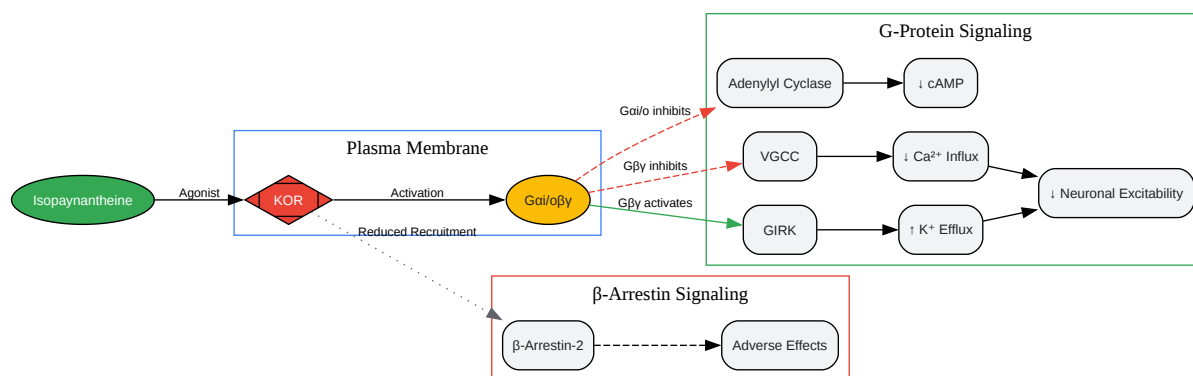 G-Protein Signaling
Adenylyl Cyclase
↓ cAMP
Gαi/o inhibits
Plasma Membrane
VGCC
↓ Ca²⁺ Influx
Gβγ inhibits
Isopaynantheine
Agonist
KOR
Activation
Gαi/oβγ
↓ Neuronal Excitability
Gβγ activates
GIRK
↑ K⁺ Efflux
Reduced Recruitment
β-Arrestin Signaling
β-Arrestin-2
Adverse Effects